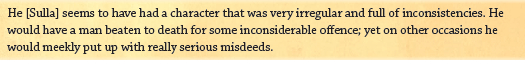 He [Sulla] seems to have had a character that was very irregular and full of inconsistencies. He
would have a man beaten to death for some inconsiderable offence; yet on other occasions he
would meekly put up with really serious misdeeds.